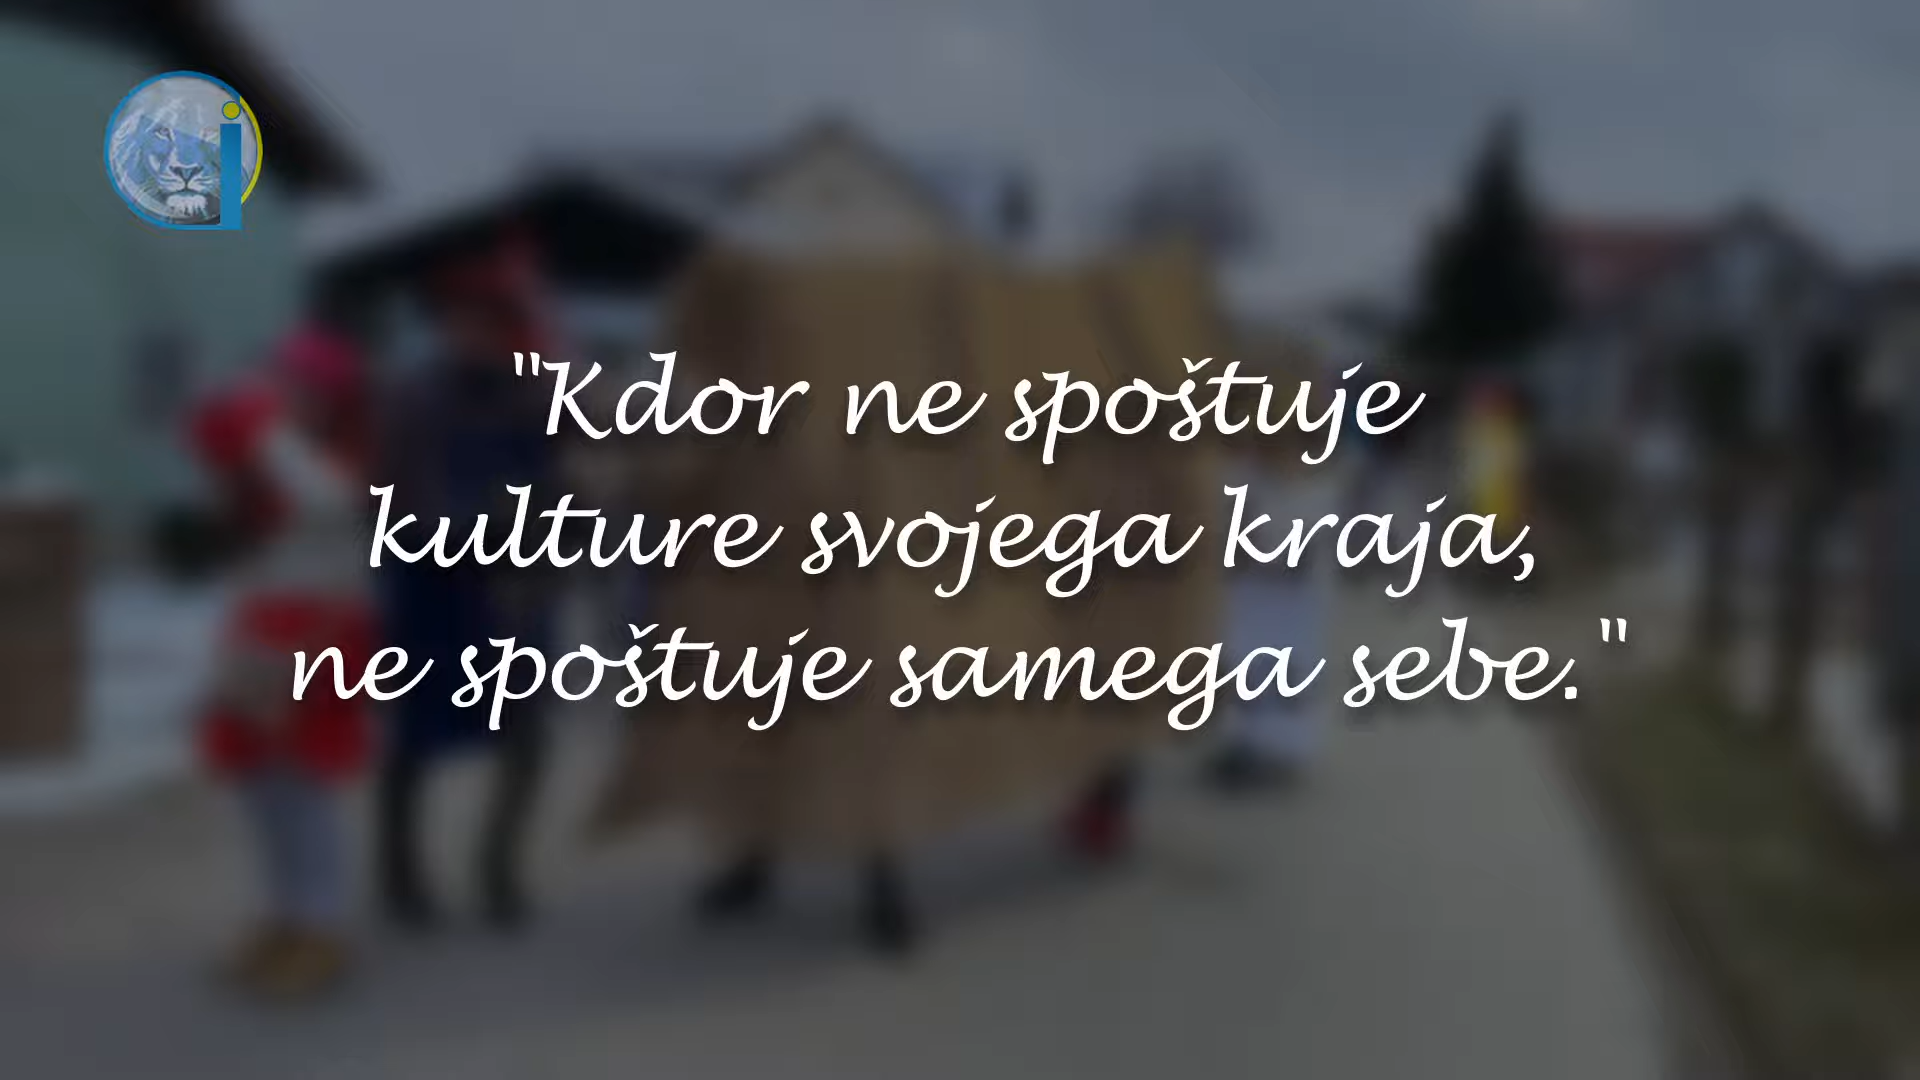 "Kdor ne spoštuje
kulture svojega kraja,
ne spoštuje samega sebe."